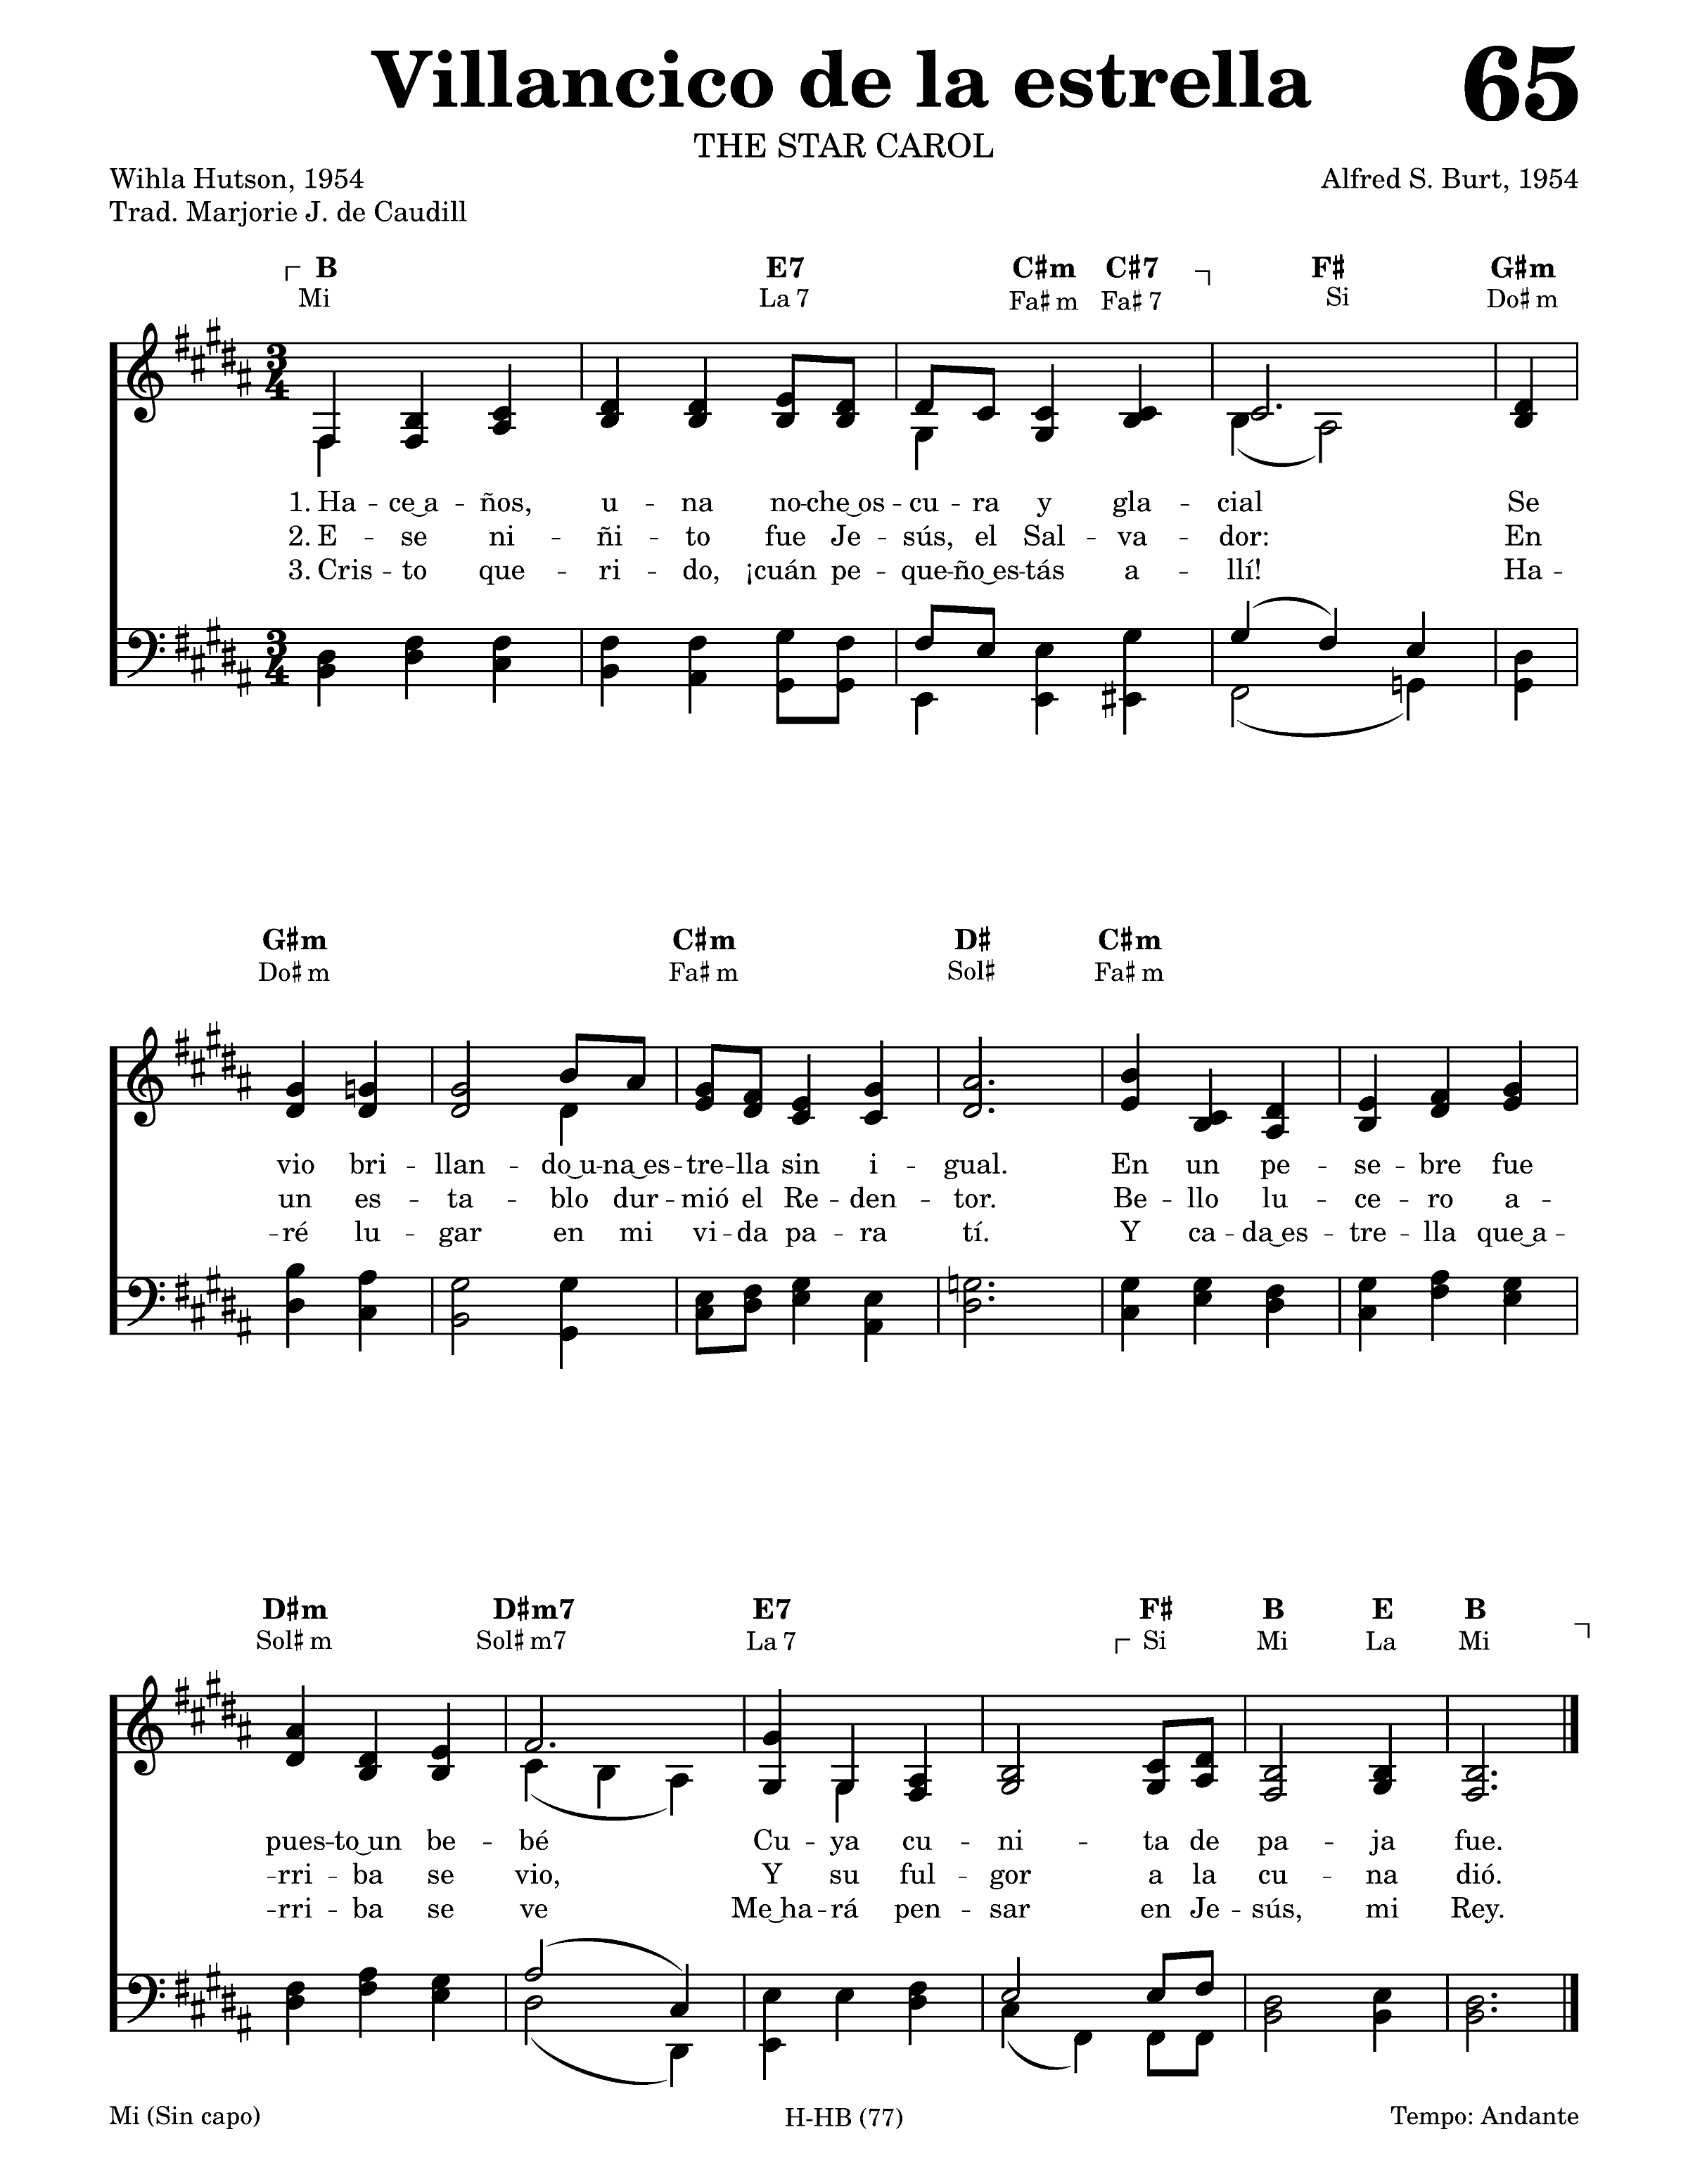 Villancico de la estrella 65
THE STAR CAROL
Wihla Hutson, 1954 Alfred S. Burt, 1954
Trad. Marjorie J. de Caudill
B E7 C♯m C♯7 F♯ G♯m
Mi La 7 Fa♯ m Fa♯ 7 Si Do♯ m
3 4
1. Ha - ce‿a - ños, u - na no - che‿os - cu - ra y gla - cial Se
2. E - se ni - ñi - to fue Je - sús, el Sal - va - dor: En
3. Cris - to que - ri - do, ¡cuán pe - que - ño‿es - tás a - llí! Ha -
3 4
G♯m C♯m D♯ C♯m
Do♯ m Fa♯ m Sol♯ Fa♯ m
vio bri - llan - do‿u - na‿es - tre - lla sin i - gual. En un pe - se - bre fue
un es - ta - blo dur - mió el Re - den - tor. Be - llo lu - ce - ro a -
- ré lu - gar en mi vi - da pa - ra tí. Y ca - da‿es - tre - lla que‿a -
D♯m D♯m7 E7 F♯ B E B
Sol♯ m Sol♯ m7 La 7 Si Mi La Mi
pues - to‿un be - bé Cu - ya cu - ni - ta de pa - ja fue.
- rri - ba se vio, Y su ful - gor a la cu - na dió.
- rri - ba se ve Me‿ha - rá pen - sar en Je - sús, mi Rey.
Mi (Sin capo) H-HB (77) Tempo: Andante